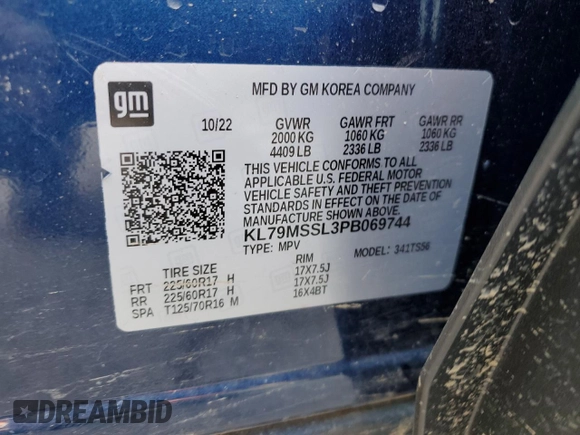 gm
MFD BY GM KOREA COMPANY
10/22 GVWR GAWR FRT GAWR RR
2000 KG 1060 KG 1060 KG
4409 LB 2336 LB 2336 LB
THIS VEHICLE CONFORMS TO ALL
APPLICABLE U.S. FEDERAL MOTOR
VEHICLE SAFETY AND THEFT PREVENTION
STANDARDS IN EFFECT ON THE DATE OF
MANUFACTURE SHOWN ABOVE.
KL79MSSL3PB069744
TYPE: MPV MODEL: 341TS56
TIRE SIZE RIM
FRT 225/60R17 H 17X7.5J
RR 225/60R17 H 17X7.5J
SPA T125/70R16 M 16X4BT
DREAMBID